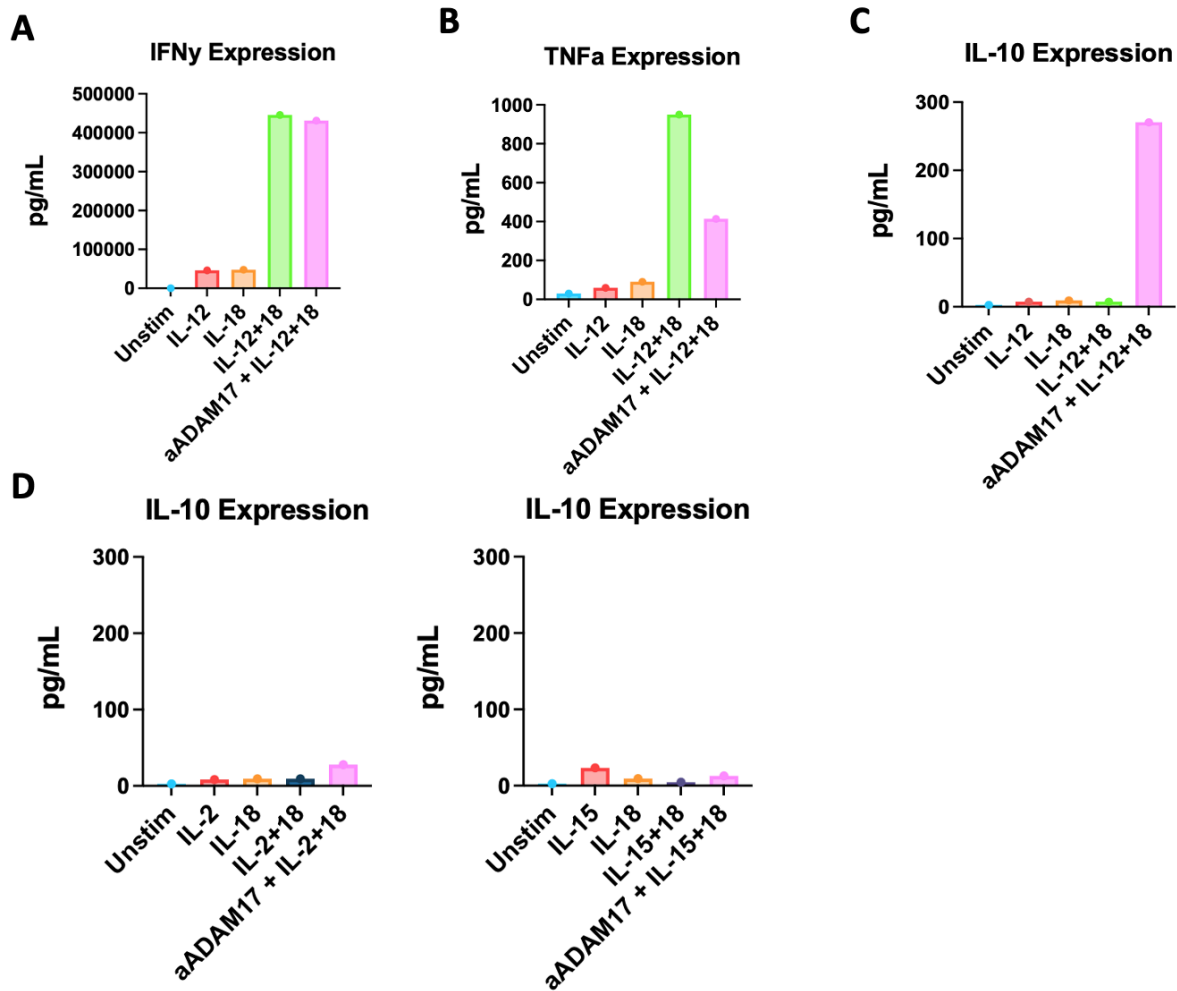 A
IFNy Expression
pg/mL
500000
400000
300000
200000
100000
0
Unstim
IL-12
IL-18
IL-12+18
aADAM17 + IL-12+18
B
TNFa Expression
pg/mL
1000
800
600
400
200
0
Unstim
IL-12
IL-18
IL-12+18
aADAM17 + IL-12+18
C
IL-10 Expression
pg/mL
300
200
100
0
Unstim
IL-12
IL-18
IL-12+18
aADAM17 + IL-12+18
D
IL-10 Expression
pg/mL
300
200
100
0
Unstim
IL-2
IL-18
IL-2+18
aADAM17 + IL-2+18
IL-10 Expression
pg/mL
300
200
100
0
Unstim
IL-15
IL-18
IL-15+18
aADAM17 + IL-15+18